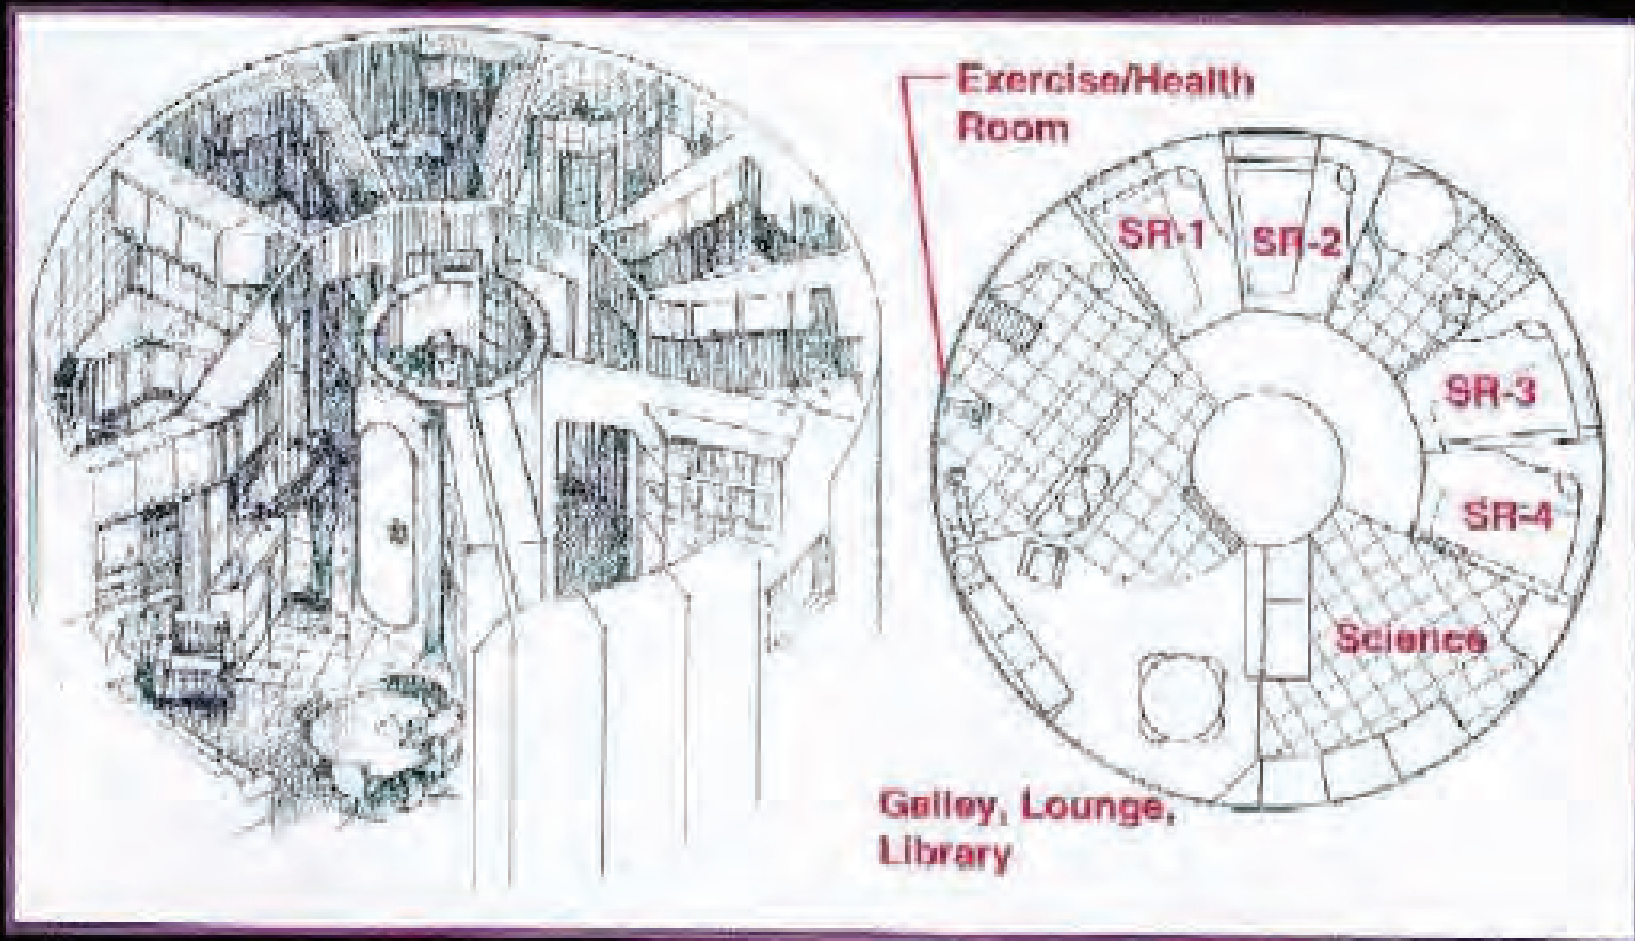 Exercise/Health
Room
SR-1
SR-2
SR-3
SR-4
Science
Galley, Lounge,
Library